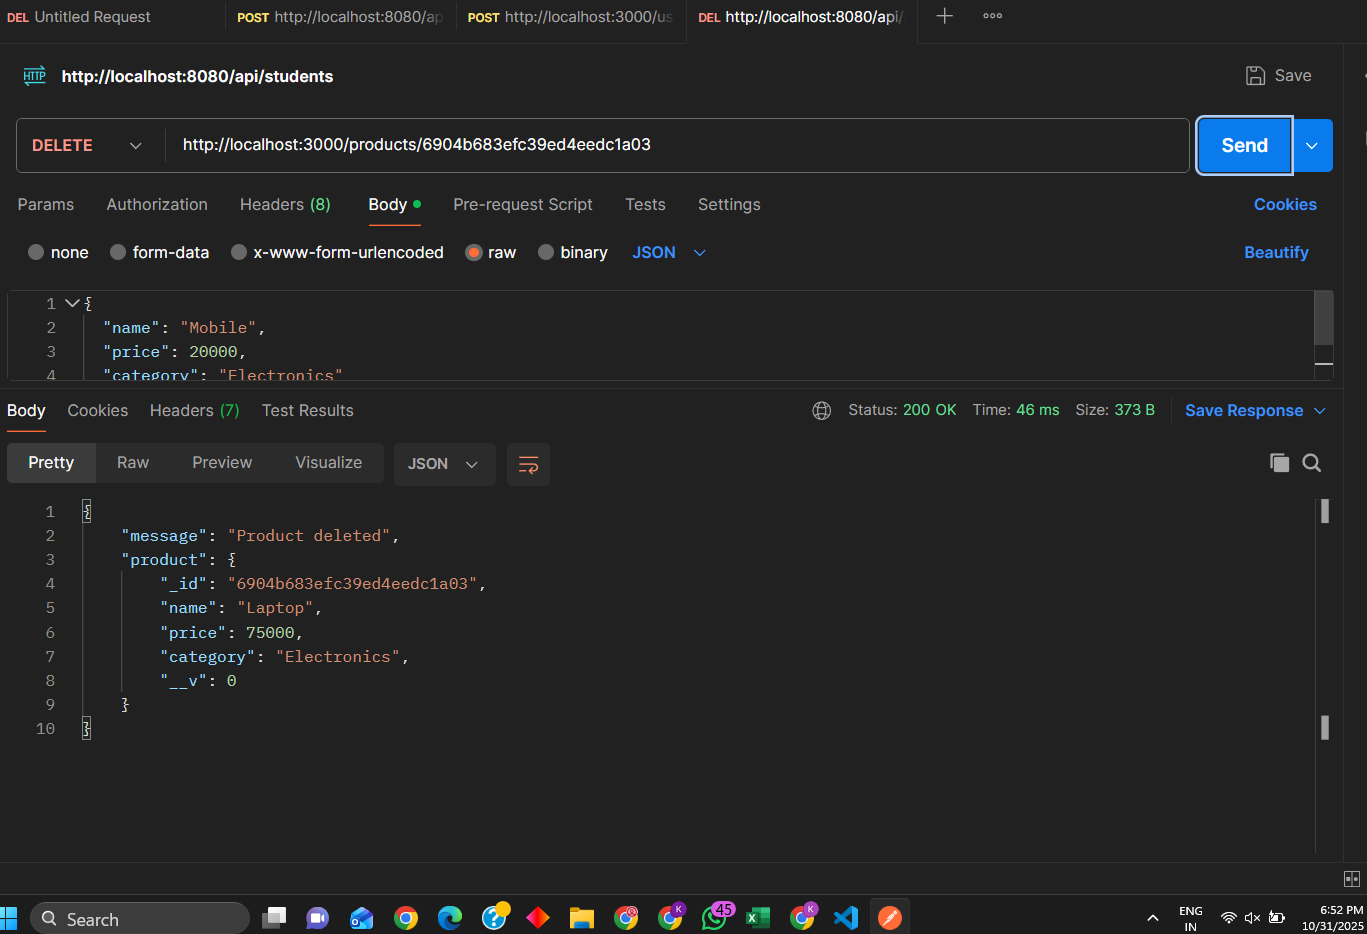 DEL Untitled Request POST http://localhost:8080/ap POST http://localhost:3000/us DEL http://localhost:8080/api/
HTTP http://localhost:8080/api/students Save
DELETE http://localhost:3000/products/6904b683efc39ed4eedc1a03 Send
Params Authorization Headers (8) Body Pre-request Script Tests Settings Cookies
none form-data x-www-form-urlencoded raw binary JSON Beautify
1 {
2 "name": "Mobile",
3 "price": 20000,
4 "category": "Electronics"
Body Cookies Headers (7) Test Results Status: 200 OK Time: 46 ms Size: 373 B Save Response
Pretty Raw Preview Visualize JSON
1 {
2 "message": "Product deleted",
3 "product": {
4 "_id": "6904b683efc39ed4eedc1a03",
5 "name": "Laptop",
6 "price": 75000,
7 "category": "Electronics",
8 "__v": 0
9 }
10 }
Search 45 K K ENG IN 6:52 PM 10/31/2025